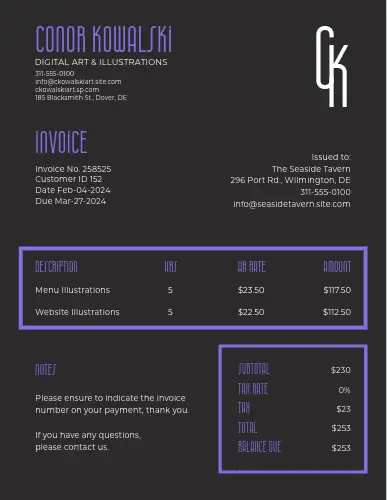 CONOR KOWALSKI
DIGITAL ART & ILLUSTRATIONS
311-555-0100
info@ckowalskiart.site.com
ckowalskiart.sp.com
185 Blacksmith St., Dover, DE
CK
INVOICE
Invoice No. 258525
Customer ID 152
Date Feb-04-2024
Due Mar-27-2024
Issued to:
The Seaside Tavern
296 Port Rd., Wilmington, DE
311-555-0100
info@seasidetavern.site.com
DESCRIPTION HRS HR RATE AMOUNT
Menu Illustrations 5 $23.50 $117.50
Website Illustrations 5 $22.50 $112.50
NOTES
Please ensure to indicate the invoice
number on your payment, thank you.
If you have any questions,
please contact us.
SUBTOTAL $230
TAX RATE 0%
TAX $23
TOTAL $253
BALANCE DUE $253